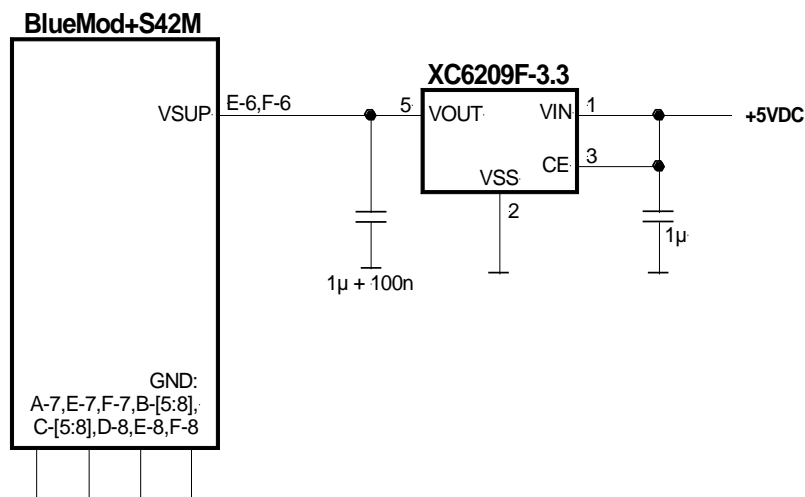 BlueMod+S42M
XC6209F-3.3
VSUP
E-6,F-6
5
VOUT
VIN
1
+5VDC
CE
3
VSS
2
1µ
1µ + 100n
GND:
A-7,E-7,F-7,B-[5:8],
C-[5:8],D-8,E-8,F-8